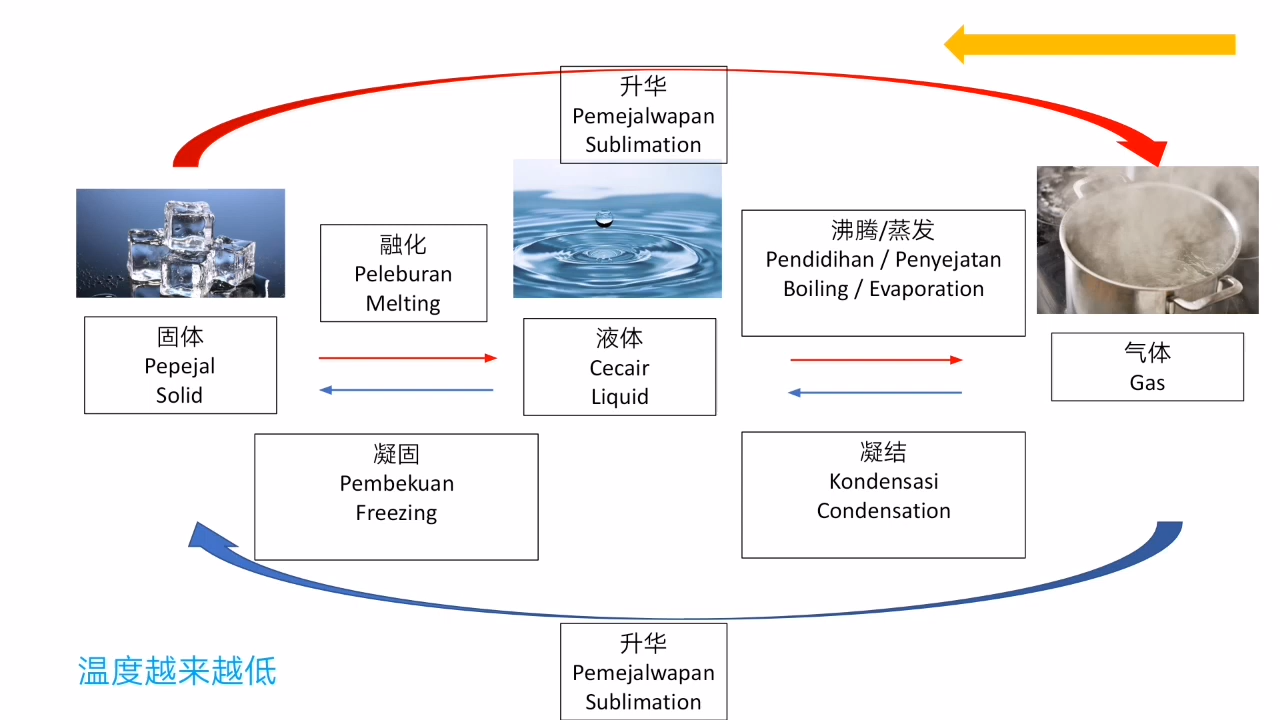 升华
Pemejalwapan
Sublimation
融化
Peleburan
Melting
沸腾/蒸发
Pendidihan / Penyejatan
Boiling / Evaporation
固体
Pepejal
Solid
液体
Cecair
Liquid
气体
Gas
凝固
Pembekuan
Freezing
凝结
Kondensasi
Condensation
升华
Pemejalwapan
Sublimation
温度越来越低